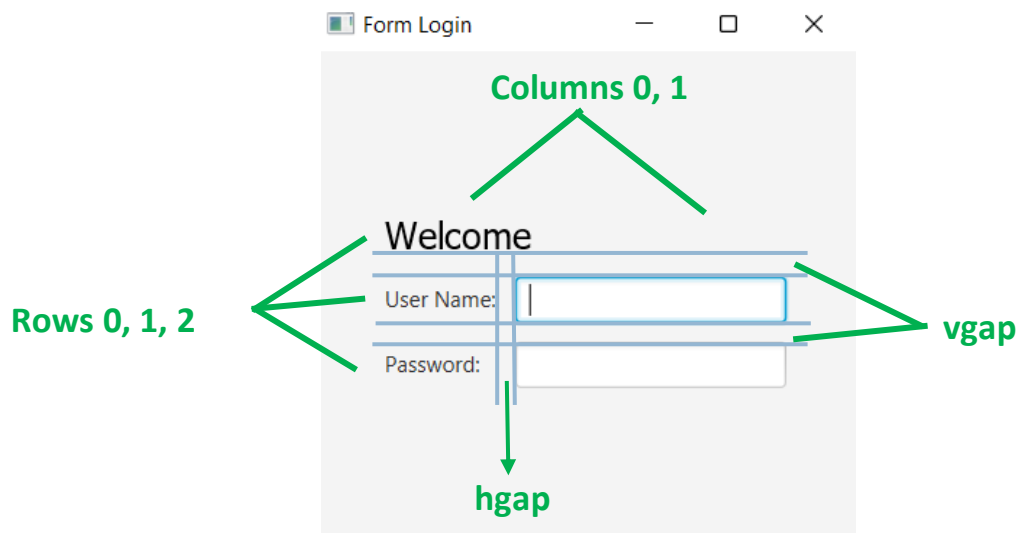 Form Login
Columns 0, 1
Welcome
User Name:
Rows 0, 1, 2
vgap
Password:
hgap